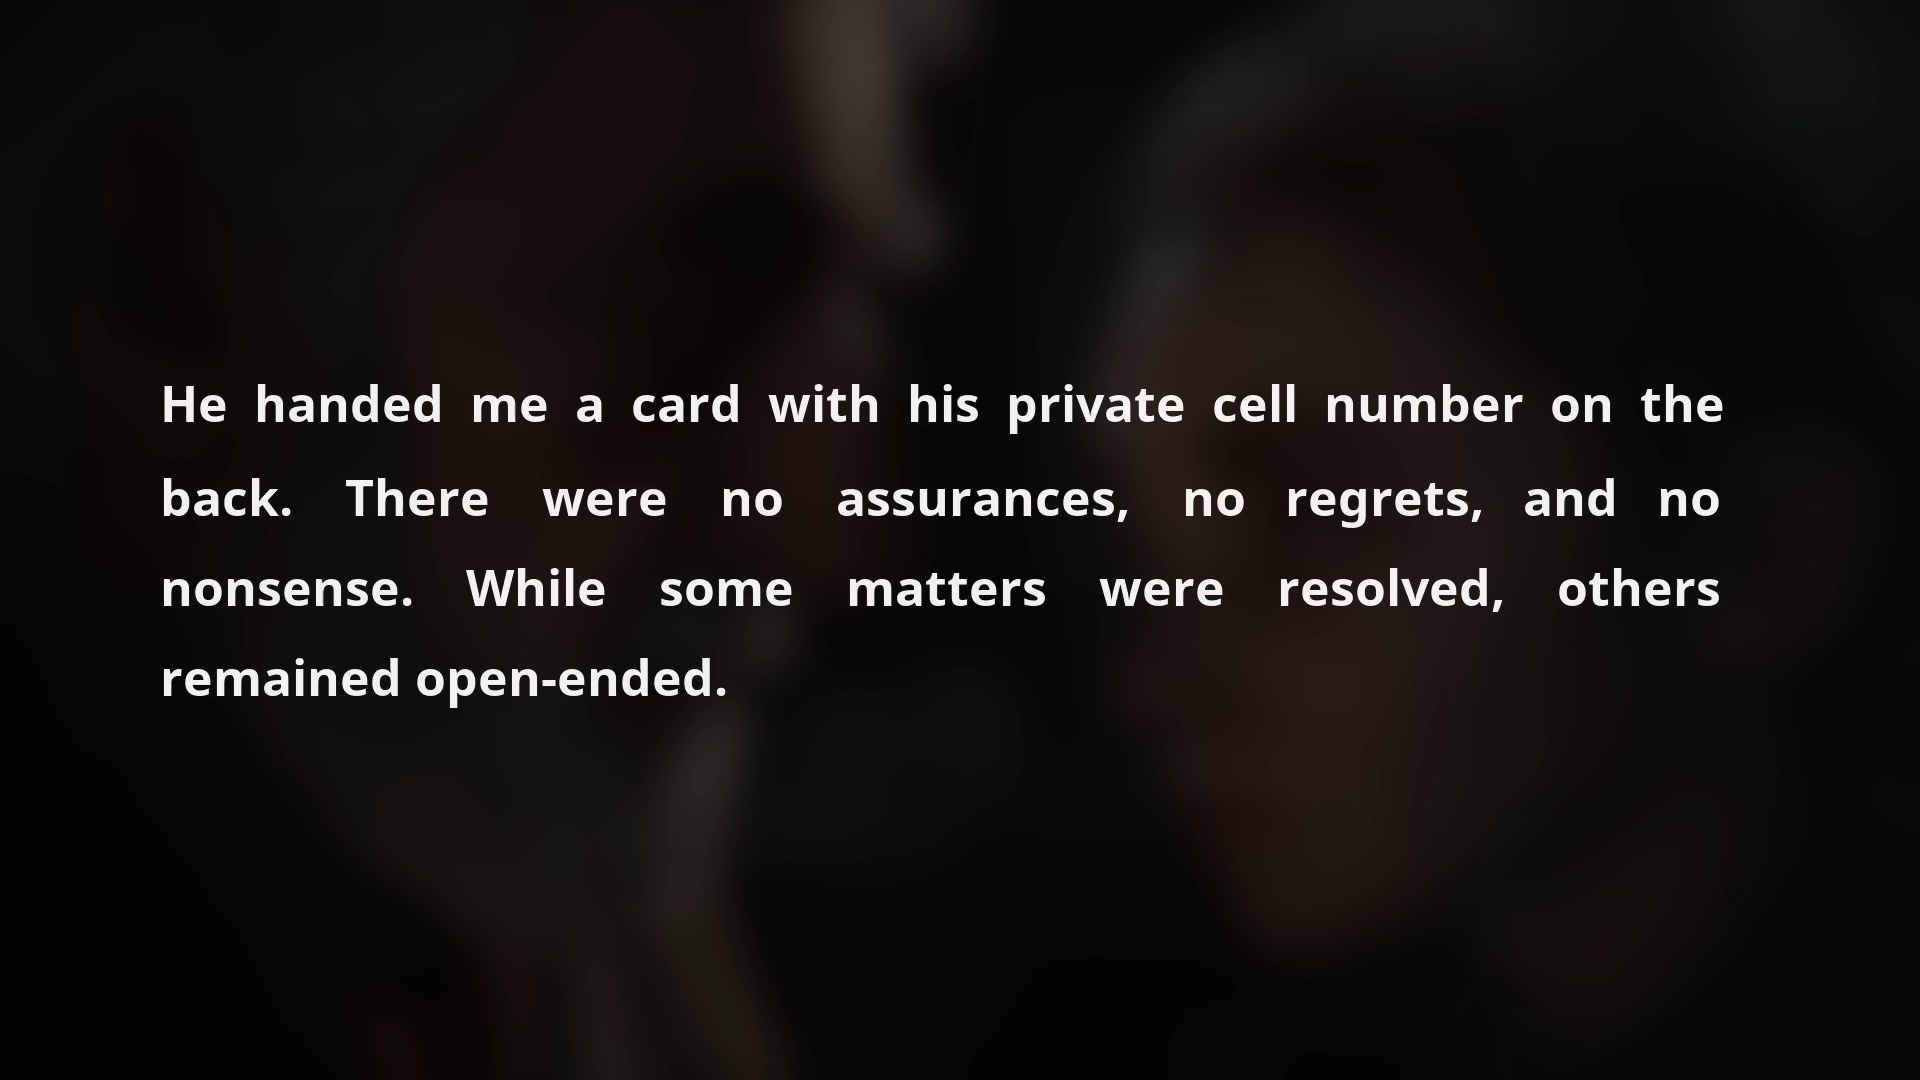 He handed me a card with his private cell number on the
back. There were no assurances, no regrets, and no
nonsense. While some matters were resolved, others
remained open-ended.